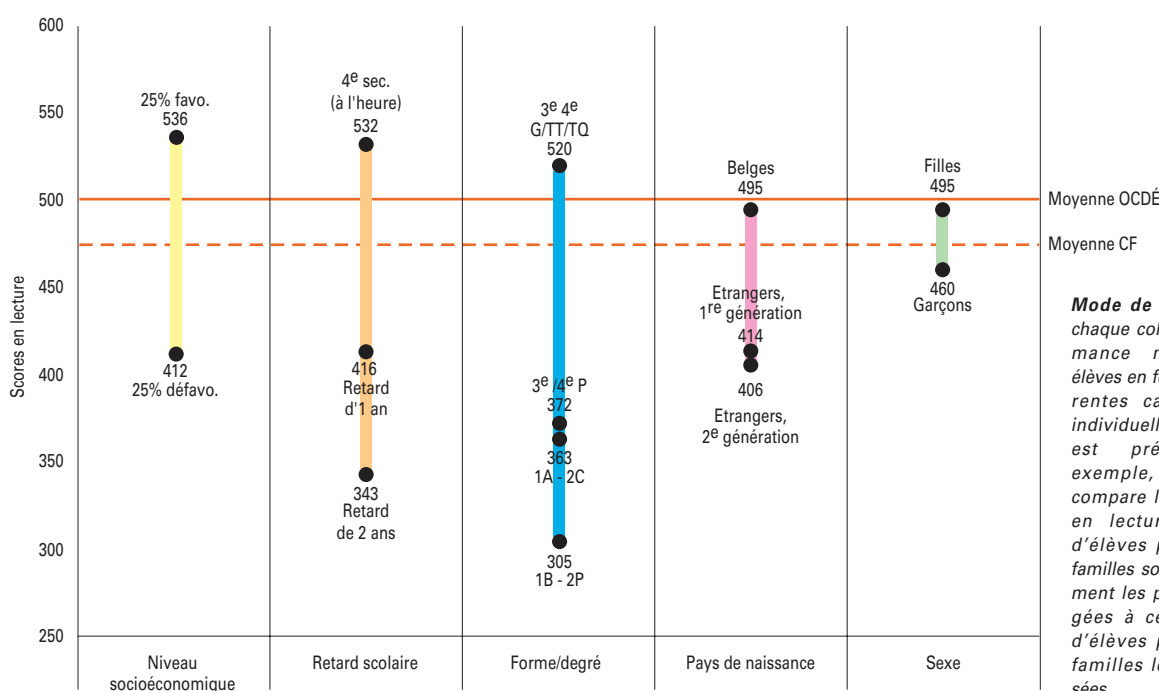 600
550
500
450
400
350
300
250
Scores en lecture
25% favo.
536
412
25% défavo.
Niveau
socioéconomique
4e sec.
(à l'heure)
532
416
Retard
d'1 an
343
Retard
de 2 ans
Retard scolaire
3e 4e
G/TT/TQ
520
3e /4e P
372
363
1A - 2C
305
1B - 2P
Forme/degré
Belges
495
Etrangers,
1re génération
414
406
Etrangers,
2e génération
Pays de naissance
Filles
495
460
Garçons
Sexe
Moyenne OCDÉ
Moyenne CF
Mode de
chaque col
mance
élèves en
rentes ca
individuell
est pré
exemple,
compare
en lectur
d'élèves
familles so
ment les
gées à
d'élèves
familles
sées